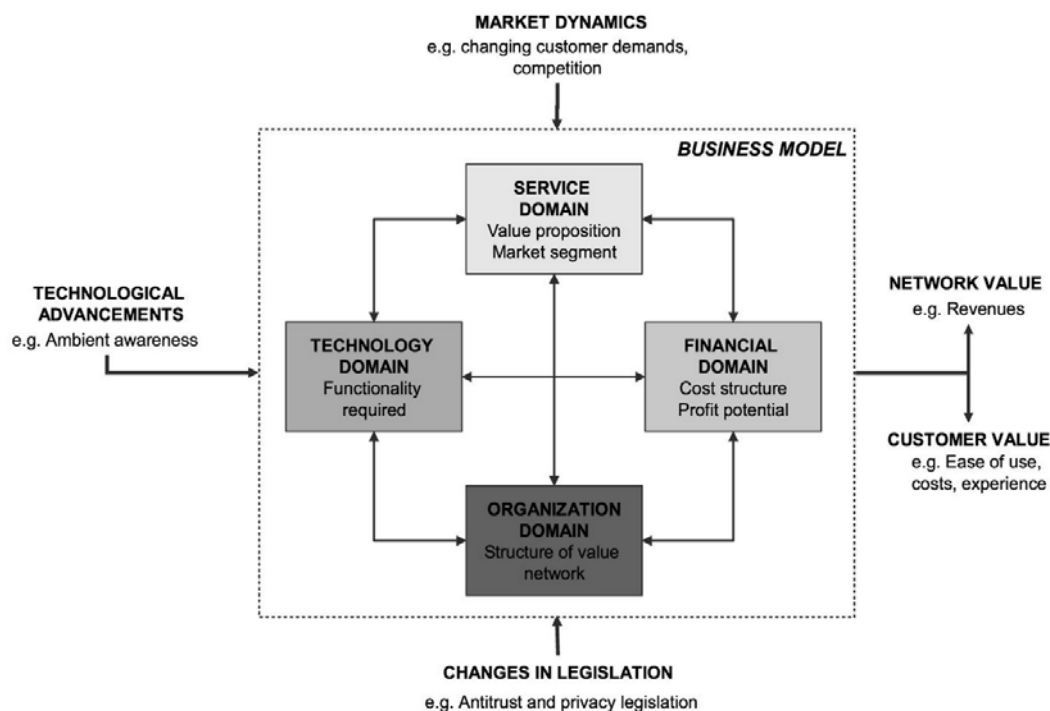 MARKET DYNAMICS
e.g. changing customer demands,
competition
BUSINESS MODEL
SERVICE
DOMAIN
Value proposition
Market segment
TECHNOLOGICAL
ADVANCEMENTS
e.g. Ambient awareness
TECHNOLOGY
DOMAIN
Functionality
required
FINANCIAL
DOMAIN
Cost structure
Profit potential
NETWORK VALUE
e.g. Revenues
CUSTOMER VALUE
e.g. Ease of use,
costs, experience
ORGANIZATION
DOMAIN
Structure of value
network
CHANGES IN LEGISLATION
e.g. Antitrust and privacy legislation